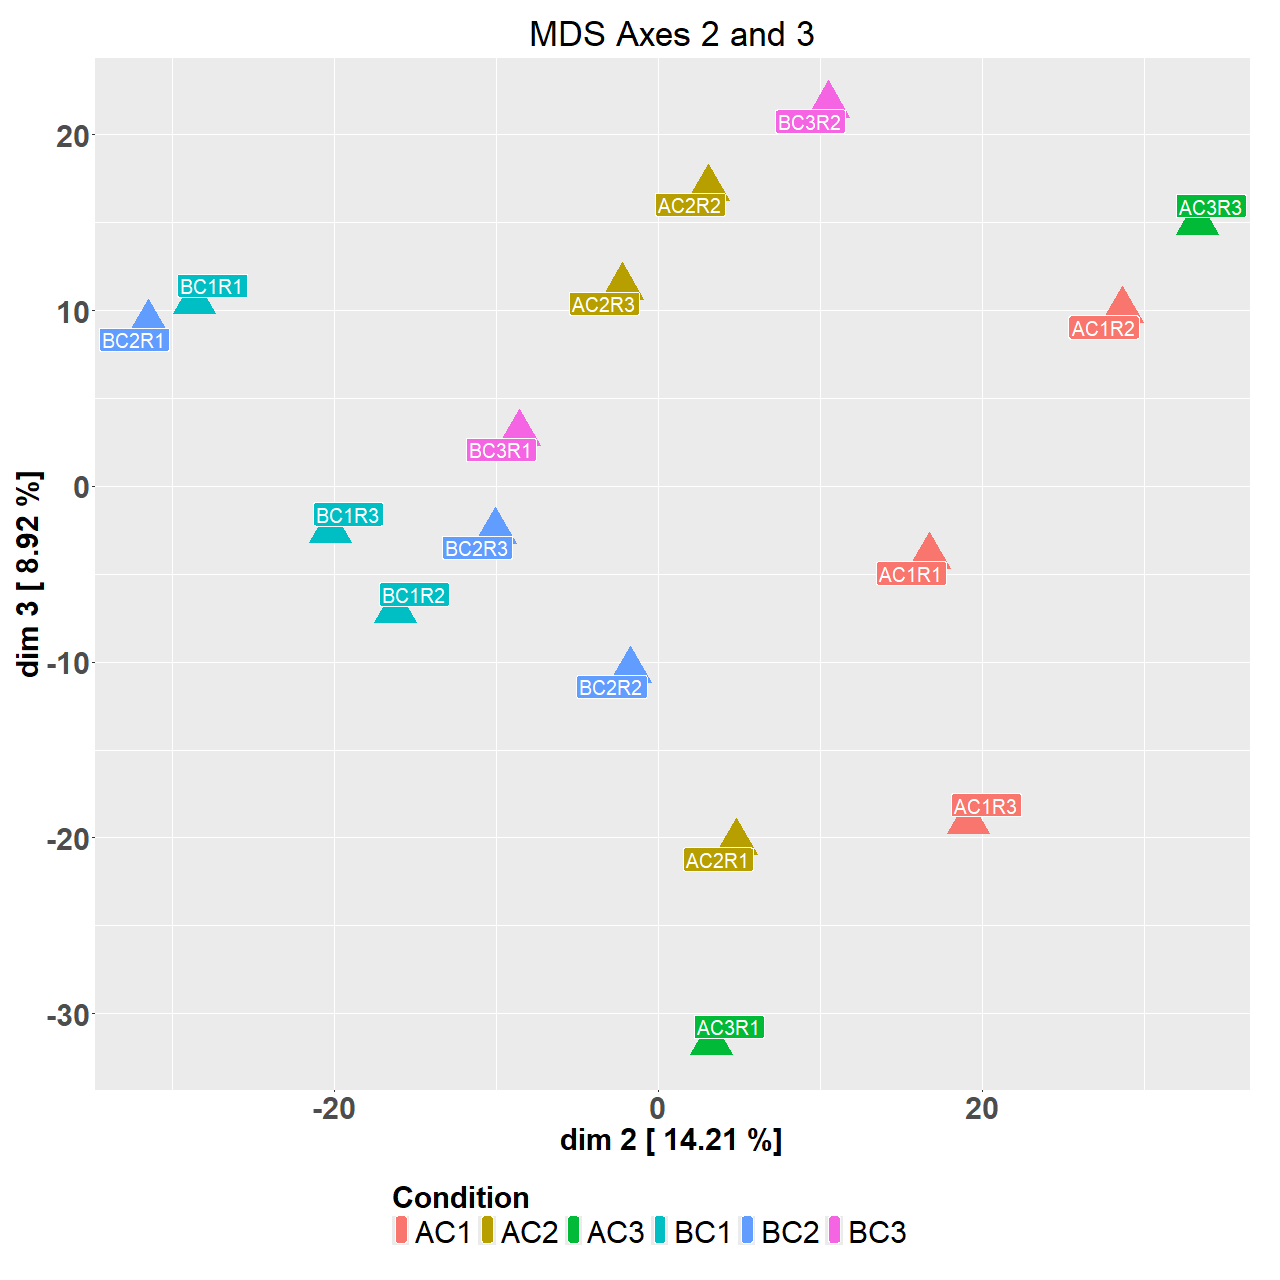 MDS Axes 2 and 3
dim 3 [ 8.92 %]
20
10
0
-10
-20
-30
BC3R2
AC2R2
AC3R3
BC1R1
AC2R3
AC1R2
BC2R1
BC3R1
BC1R3
BC2R3
AC1R1
BC1R2
BC2R2
AC1R3
AC2R1
AC3R1
-20 0 20
dim 2 [ 14.21 %]
Condition
AC1 AC2 AC3 BC1 BC2 BC3